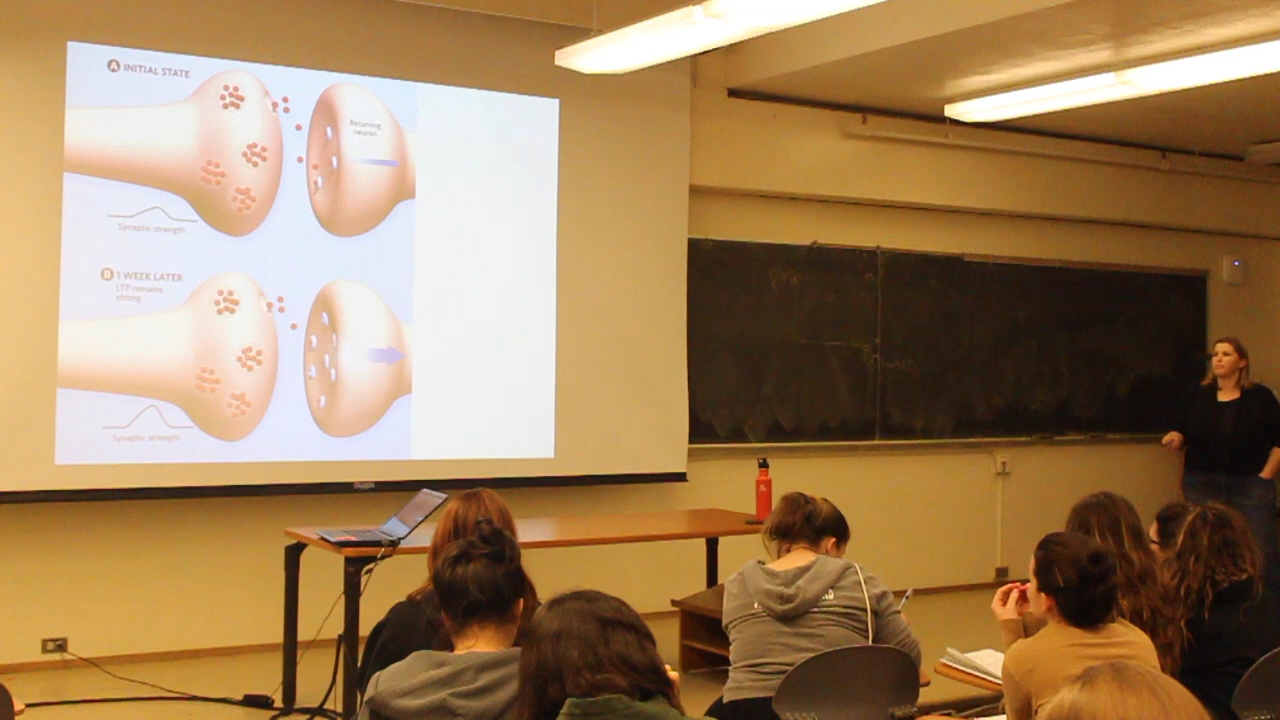 A INITIAL STATE
Receiving
neuron
Synaptic strength
B 1 WEEK LATER
LTP remains
strong
Synaptic strength